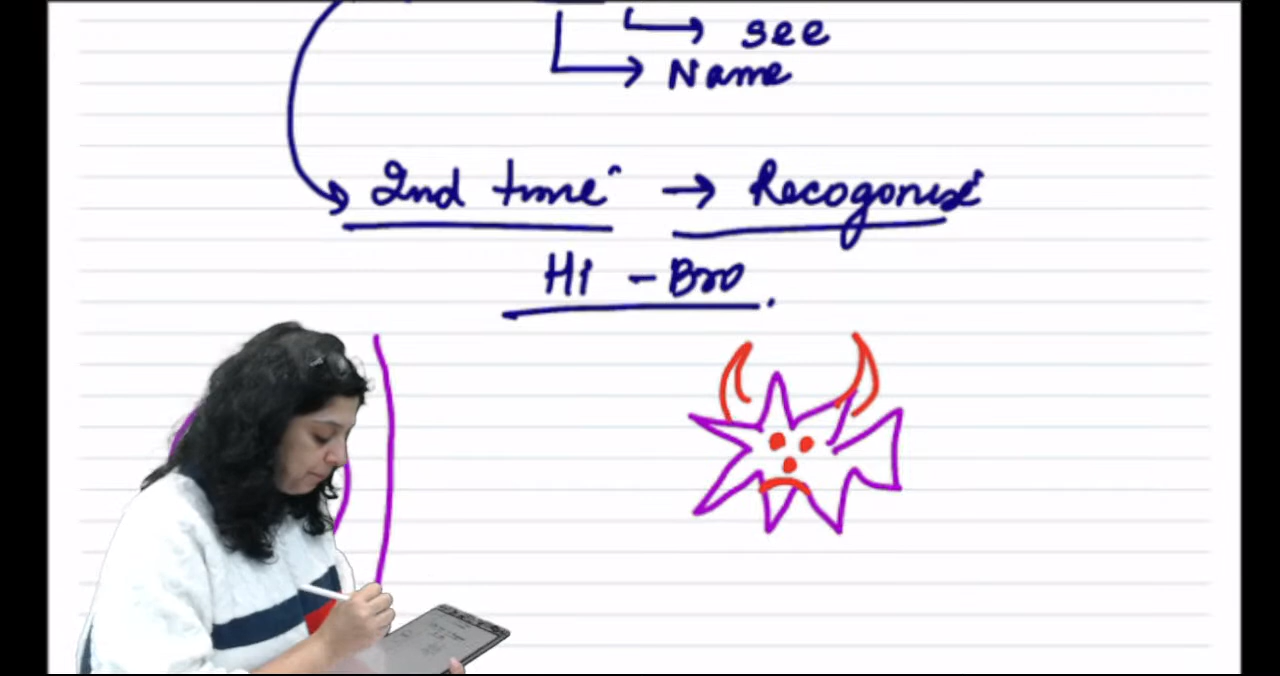 see
Name
2nd time → Recogonise
Hi - Bro.